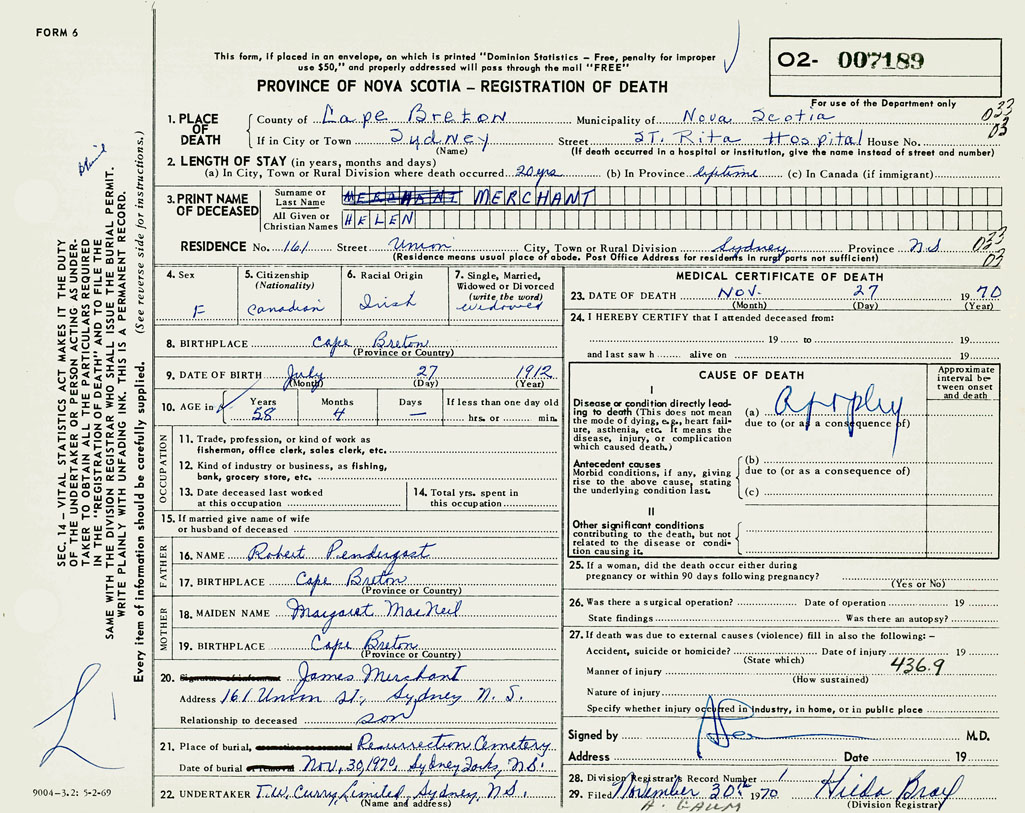 FORM 6
This form, if placed in an envelope, on which is printed "Dominion Statistics – Free, penalty for improper
use $50," and properly addressed will pass through the mail "FREE"
PROVINCE OF NOVA SCOTIA – REGISTRATION OF DEATH
O2- 007189
For use of the Department only
1. PLACE OF DEATH
County of Cape Breton Municipality of Nova Scotia 033
If in City or Town Sydney Street ST. Rita Hospital House No. 03
(Name) (If death occurred in a hospital or institution, give the name instead of street and number)
2. LENGTH OF STAY (in years, months and days)
(a) In City, Town or Rural Division where death occurred 20 yrs (b) In Province lifetime (c) In Canada (if immigrant)
3. PRINT NAME OF DECEASED
Surname or Last Name MERCHANT
All Given or Christian Names HELEN
RESIDENCE No. 161 Street Union City, Town or Rural Division Sydney Province N.S 033
(Residence means usual place of abode. Post Office Address for residents in rural parts not sufficient) 03
4. Sex
F
5. Citizenship
(Nationality)
Canadian
6. Racial Origin
Irish
7. Single, Married,
Widowed or Divorced
(write the word)
widowed
8. BIRTHPLACE Cape Breton
(Province or Country)
9. DATE OF BIRTH July 27 1912
(Month) (Day) (Year)
10. AGE in
Years Months Days If less than one day old
58 4 — hrs. or min.
OCCUPATION
11. Trade, profession, or kind of work as
fisherman, office clerk, sales clerk, etc.
12. Kind of industry or business, as fishing,
bank, grocery store, etc.
13. Date deceased last worked
at this occupation
14. Total yrs. spent in
this occupation
15. If married give name of wife
or husband of deceased
FATHER
16. NAME Robert Pendergast
17. BIRTHPLACE Cape Breton
(Province or Country)
MOTHER
18. MAIDEN NAME Margaret MacNeil
19. BIRTHPLACE Cape Breton
(Province or Country)
20. James Merchant
Address 161 Union St., Sydney N.S.
Relationship to deceased son
21. Place of burial, Resurrection Cemetery
Date of burial Nov, 30, 1970, Sydney Forks, N.S.
22. UNDERTAKER T.W. Curry, Limited, Sydney, N.S.
(Name and address)
MEDICAL CERTIFICATE OF DEATH
23. DATE OF DEATH NOV. 27 1970
(Month) (Day) (Year)
24. I HEREBY CERTIFY that I attended deceased from:
19 to
and last saw h alive on 19
CAUSE OF DEATH
Approximate
interval be-
tween onset
and death
I
Disease or condition directly lead-
ing to death (This does not mean
the mode of dying, e.g., heart fail-
ure, asthenia, etc. It means the
disease, injury, or complication
which caused death.)
(a)
due to (or as a consequence of)
Antecedent causes
Morbid conditions, if any, giving
rise to the above cause, stating
the underlying condition last.
(b)
due to (or as a consequence of)
(c)
II
Other significant conditions
contributing to the death, but not
related to the disease or condi-
tion causing it.
25. If a woman, did the death occur either during
pregnancy or within 90 days following pregnancy?
(Yes or No)
26. Was there a surgical operation? Date of operation 19
State findings Was there an autopsy?
27. If death was due to external causes (violence) fill in also the following: –
Accident, suicide or homicide? Date of injury 19
(State which) 436.9
Manner of injury
(How sustained)
Nature of injury
Specify whether injury occurred in industry, in home, or in public place
Signed by M.D.
Address Date 19
28. Division Registrar's Record Number 1
29. Filed November 30th 1970 Hilda Bray
(Division Registrar)
SEC. 14 – VITAL STATISTICS ACT MAKES IT THE DUTY
OF THE UNDERTAKER OR PERSON ACTING AS UNDER-
TAKER TO OBTAIN ALL THE PARTICULARS REQUIRED
IN THE "REGISTRATION OF DEATH" AND TO FILE THE
SAME WITH THE DIVISION REGISTRAR WHO SHALL ISSUE THE BURIAL PERMIT.
WRITE PLAINLY WITH UNFADING INK. THIS IS A PERMANENT RECORD.
Every item of information should be carefully supplied. (See reverse side for instructions.)
9004-3.2: 5-2-69